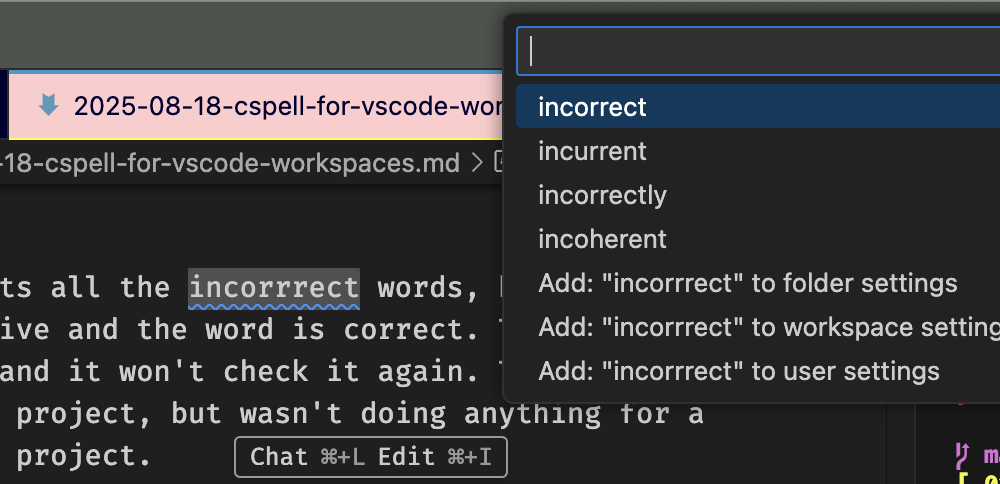 2025-08-18-cspell-for-vscode-wor
-18-cspell-for-vscode-workspaces.md >
ts all the incorrrect words,
ive and the word is correct.
and it won't check it again.
project, but wasn't doing anything for a
project.
Chat ⌘+L Edit ⌘+I
incorrect
incurrent
incorrectly
incoherent
Add: "incorrrect" to folder settings
Add: "incorrrect" to workspace setting
Add: "incorrrect" to user settings